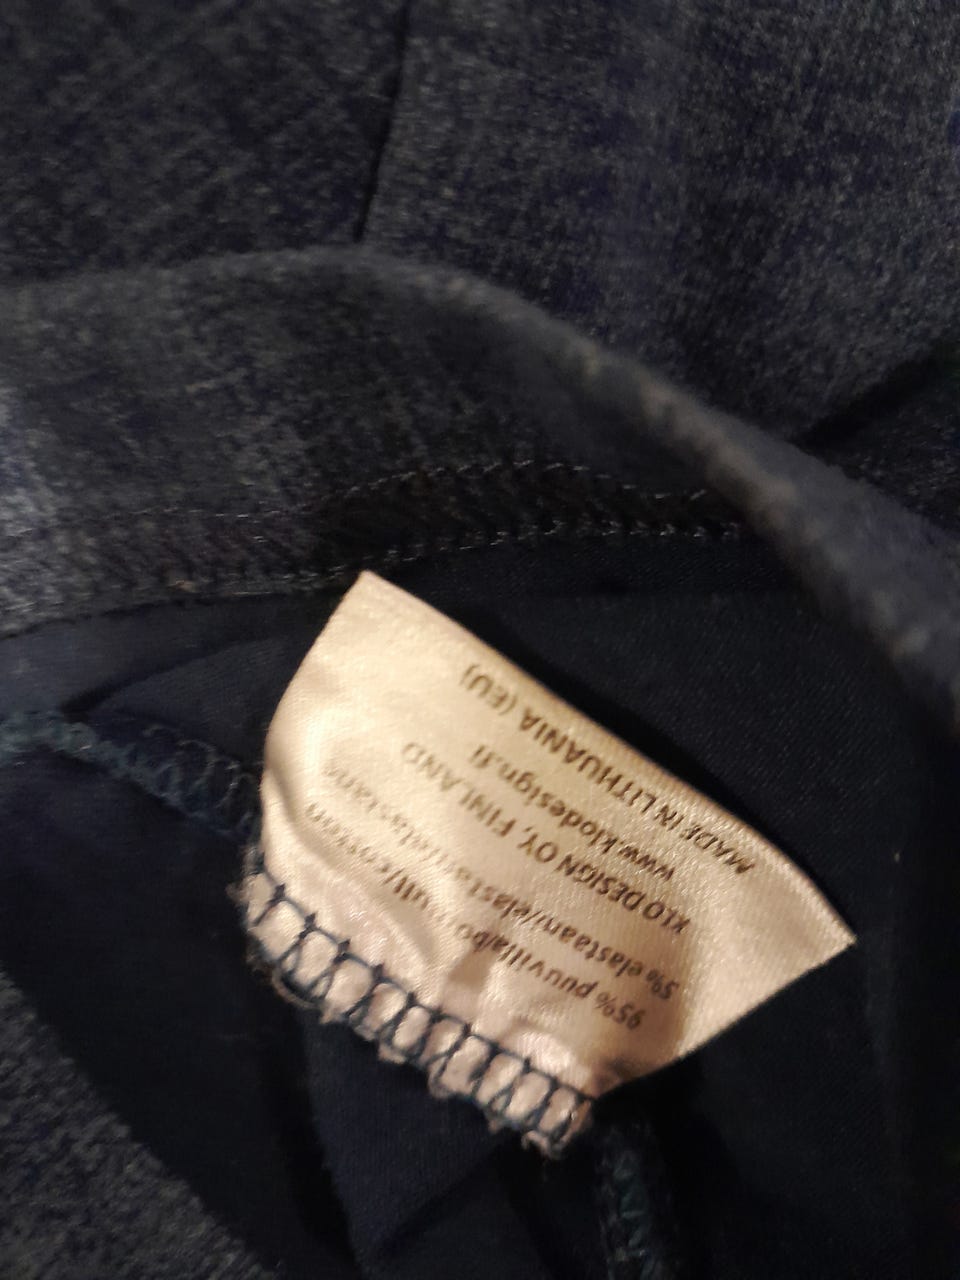 95% puuvilla/bomull/cotton
5% elastaani/elastan/elastane
KLO DESIGN OY, FINLAND
www.klodesign.fi
MADE IN LITHUANIA (EU)